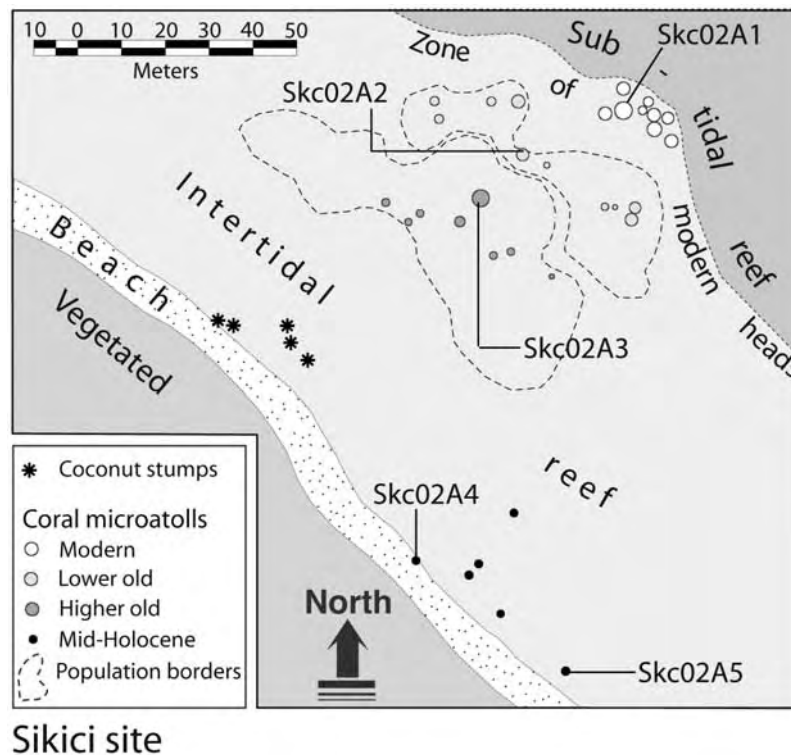 10 0 10 20 30 40 50
Meters
Zone of modern heads
Sub-tidal reef
Skc02A1
Skc02A2
Intertidal reef
Beach
Vegetated
Skc02A3
Skc02A4
Skc02A5
North
Coconut stumps
Coral microatolls
Modern
Lower old
Higher old
Mid-Holocene
Population borders
Sikici site